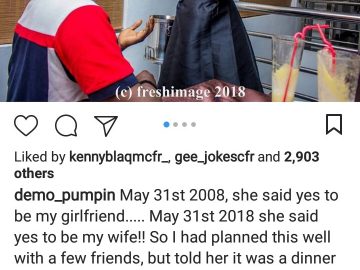 (c) freshimage 2018
Liked by kennyblaqmcfr_, gee_jokescfr and 2,903
others
demo_pumpin May 31st 2008, she said yes to
be my girlfriend..... May 31st 2018 she said
yes to be my wife!! So I had planned this well
with a few friends, but told her it was a dinner